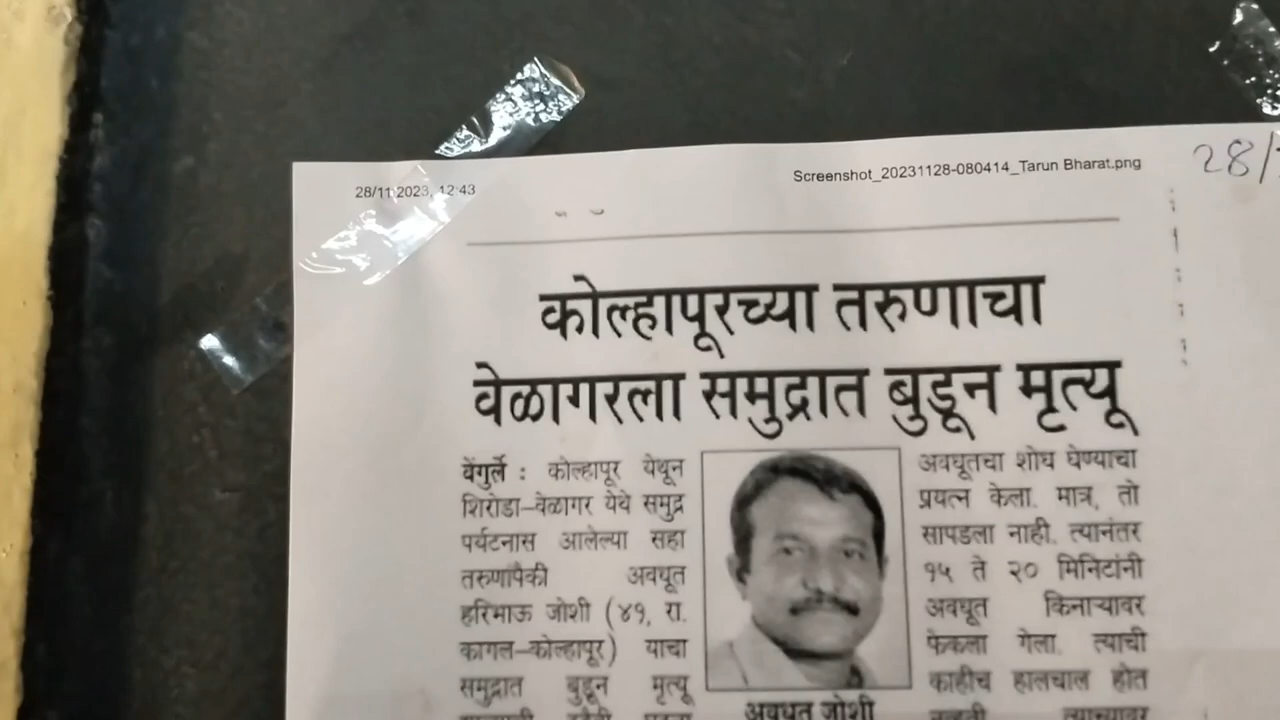 28/11/2023, 12:43
Screenshot_20231128-080414_Tarun Bharat.png
28/
कोल्हापूरच्या तरुणाचा
वेळागरला समुद्रात बुडून मृत्यू
वेंगुर्ले : कोल्हापूर येथून
शिरोडा–वेळागर येथे समुद्र
पर्यटनास आलेल्या सहा
तरुणांपैकी अवधूत
हरिभाऊ जोशी (४१, रा.
कागल–कोल्हापूर) याचा
समुद्रात बुडून मृत्यू
अवधूत जोशी
अवधूतचा शोध घेण्याचा
प्रयत्न केला. मात्र, तो
सापडला नाही. त्यानंतर
१५ ते २० मिनिटांनी
अवधूत किनाऱ्यावर
फेकला गेला. त्याची
काहीच हालचाल होत